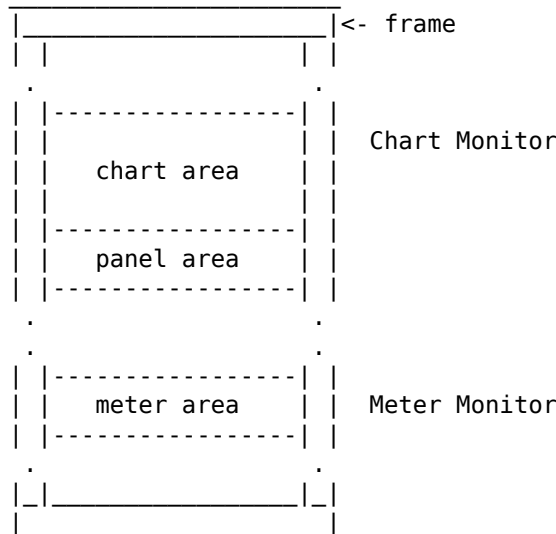 <- frame
Chart Monitor
chart area
panel area
meter area Meter Monitor